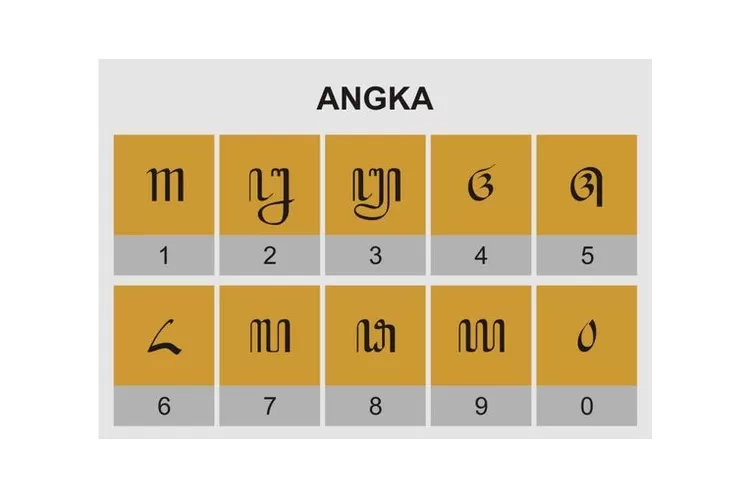 ANGKA
꧑ ꧒ ꧓ ꧔ ꧕
1 2 3 4 5
꧖ ꧗ ꧘ ꧙ ꧐
6 7 8 9 0